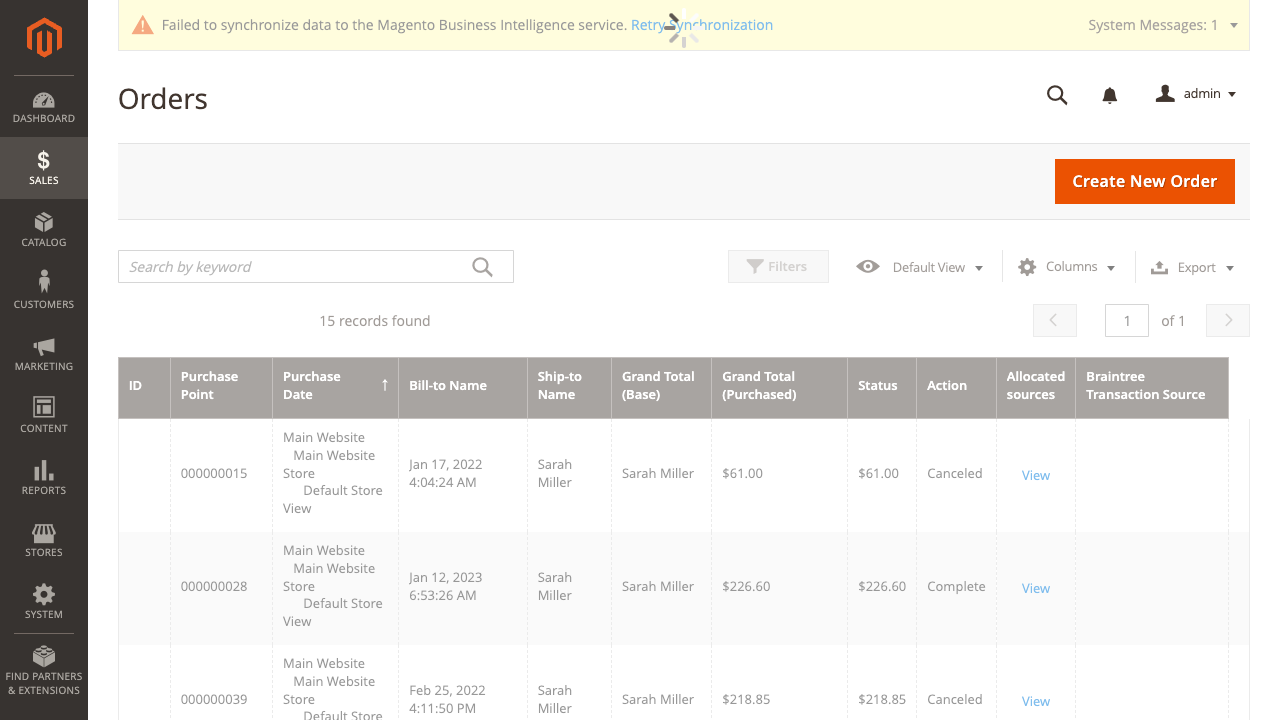 Failed to synchronize data to the Magento Business Intelligence service. Retry Synchronization
System Messages: 1
DASHBOARD
SALES
CATALOG
CUSTOMERS
MARKETING
CONTENT
REPORTS
STORES
SYSTEM
FIND PARTNERS
& EXTENSIONS
Orders
admin
Create New Order
Search by keyword
Filters
Default View
Columns
Export
15 records found
1
of 1
ID
Purchase
Point
Purchase
Date
↑
Bill-to Name
Ship-to
Name
Grand Total
(Base)
Grand Total
(Purchased)
Status
Action
Allocated
sources
Braintree
Transaction Source
000000015
Main Website
Main Website
Store
Default Store
View
Jan 17, 2022
4:04:24 AM
Sarah
Miller
Sarah Miller
$61.00
$61.00
Canceled
View
000000028
Main Website
Main Website
Store
Default Store
View
Jan 12, 2023
6:53:26 AM
Sarah
Miller
Sarah Miller
$226.60
$226.60
Complete
View
000000039
Main Website
Main Website
Store
Default Store
Feb 25, 2022
4:11:50 PM
Sarah
Miller
Sarah Miller
$218.85
$218.85
Canceled
View